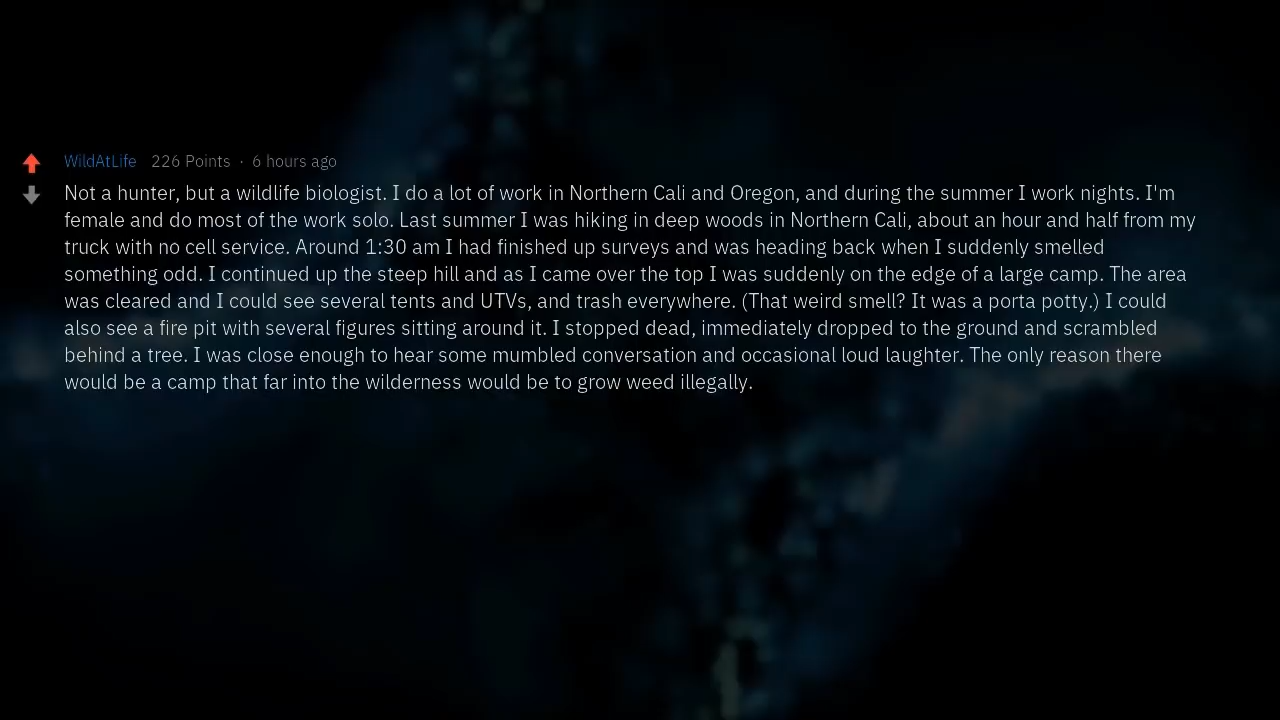 WildAtLife 226 Points · 6 hours ago
Not a hunter, but a wildlife biologist. I do a lot of work in Northern Cali and Oregon, and during the summer I work nights. I'm
female and do most of the work solo. Last summer I was hiking in deep woods in Northern Cali, about an hour and half from my
truck with no cell service. Around 1:30 am I had finished up surveys and was heading back when I suddenly smelled
something odd. I continued up the steep hill and as I came over the top I was suddenly on the edge of a large camp. The area
was cleared and I could see several tents and UTVs, and trash everywhere. (That weird smell? It was a porta potty.) I could
also see a fire pit with several figures sitting around it. I stopped dead, immediately dropped to the ground and scrambled
behind a tree. I was close enough to hear some mumbled conversation and occasional loud laughter. The only reason there
would be a camp that far into the wilderness would be to grow weed illegally.